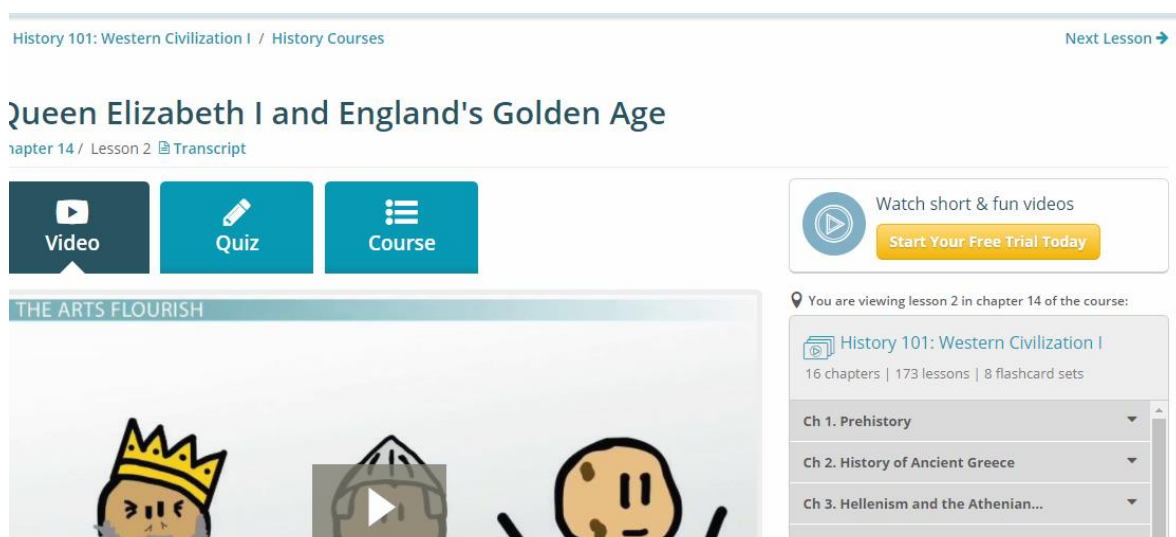 History 101: Western Civilization I / History Courses
Next Lesson →
Queen Elizabeth I and England's Golden Age
hapter 14 / Lesson 2 Transcript
Video
Quiz
Course
Watch short & fun videos
Start Your Free Trial Today
THE ARTS FLOURISH
You are viewing lesson 2 in chapter 14 of the course:
History 101: Western Civilization I
16 chapters | 173 lessons | 8 flashcard sets
Ch 1. Prehistory
Ch 2. History of Ancient Greece
Ch 3. Hellenism and the Athenian...